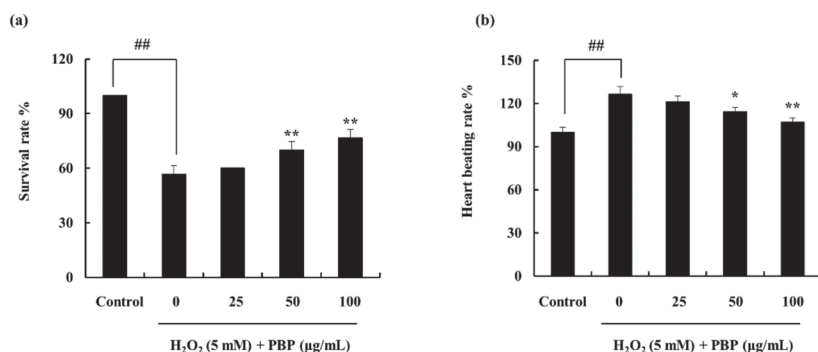 (a)
##
120
90
60
30
0
Survival rate %
**
**
Control 0 25 50 100
H₂O₂ (5 mM) + PBP (µg/mL)
(b)
##
150
120
90
60
30
0
Heart beating rate %
*
**
Control 0 25 50 100
H₂O₂ (5 mM) + PBP (µg/mL)